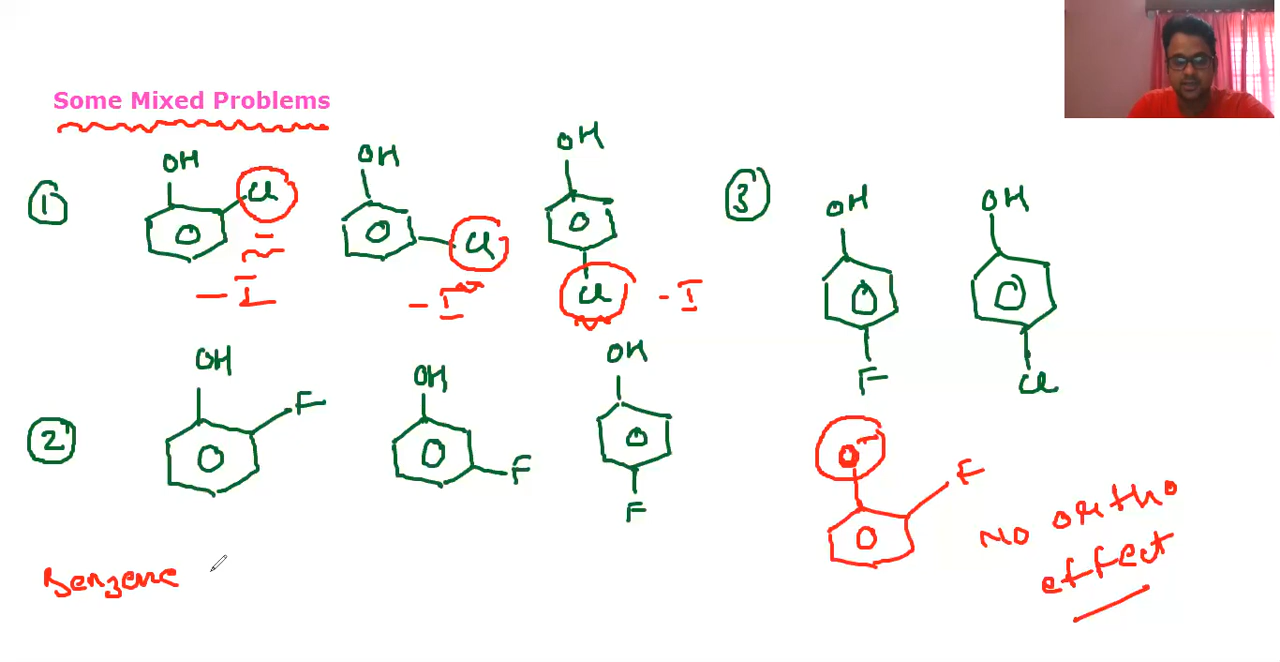 Some Mixed Problems
1
OH
Cl
- I
OH
Cl
- I
OH
Cl
- I
2
OH
F
OH
F
OH
F
3
OH
F
OH
Cl
O⁻
F
No ortho
effect
Benzene